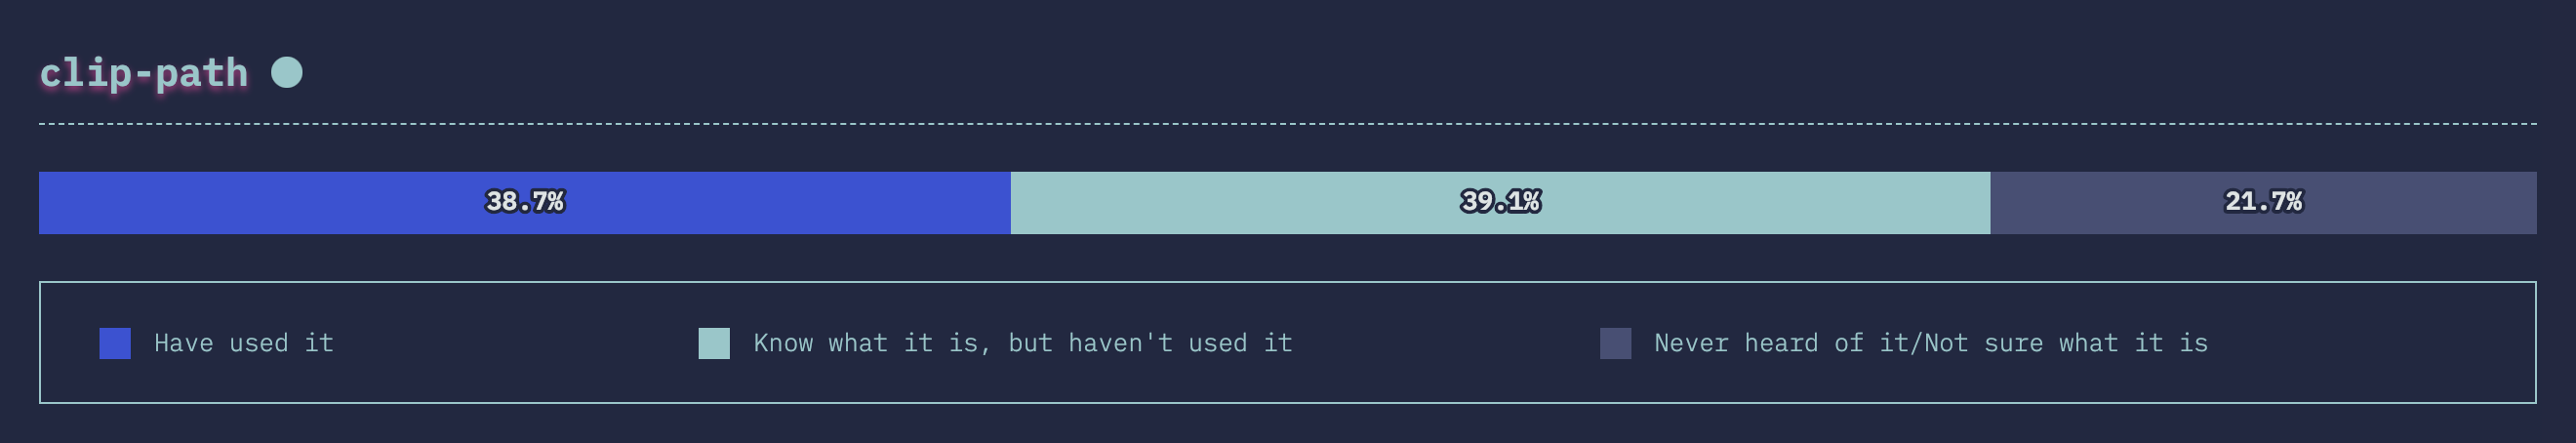 clip-path
38.7% 39.1% 21.7%
Have used it Know what it is, but haven't used it Never heard of it/Not sure what it is